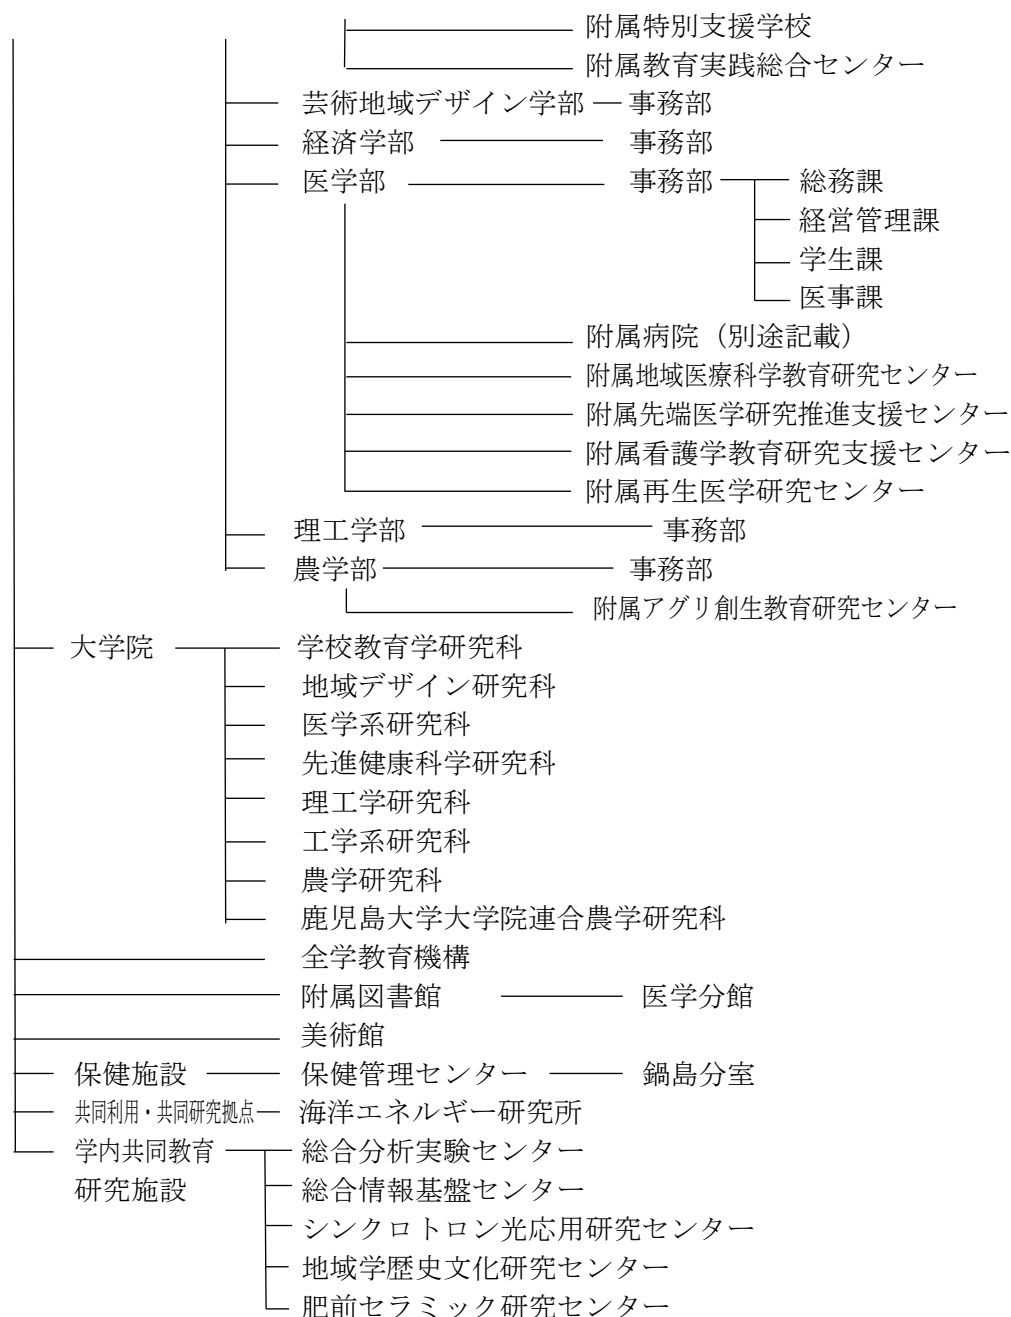 附属特別支援学校
附属教育実践総合センター
芸術地域デザイン学部 事務部
経済学部 事務部
医学部 事務部 総務課
経営管理課
学生課
医事課
附属病院（別途記載）
附属地域医療科学教育研究センター
附属先端医学研究推進支援センター
附属看護学教育研究支援センター
附属再生医学研究センター
理工学部 事務部
農学部 事務部
附属アグリ創生教育研究センター
大学院 学校教育学研究科
地域デザイン研究科
医学系研究科
先進健康科学研究科
理工学研究科
工学系研究科
農学研究科
鹿児島大学大学院連合農学研究科
全学教育機構
附属図書館 医学分館
美術館
保健施設 保健管理センター 鍋島分室
共同利用・共同研究拠点 海洋エネルギー研究所
学内共同教育 総合分析実験センター
研究施設 総合情報基盤センター
シンクロトロン光応用研究センター
地域学歴史文化研究センター
肥前セラミック研究センター